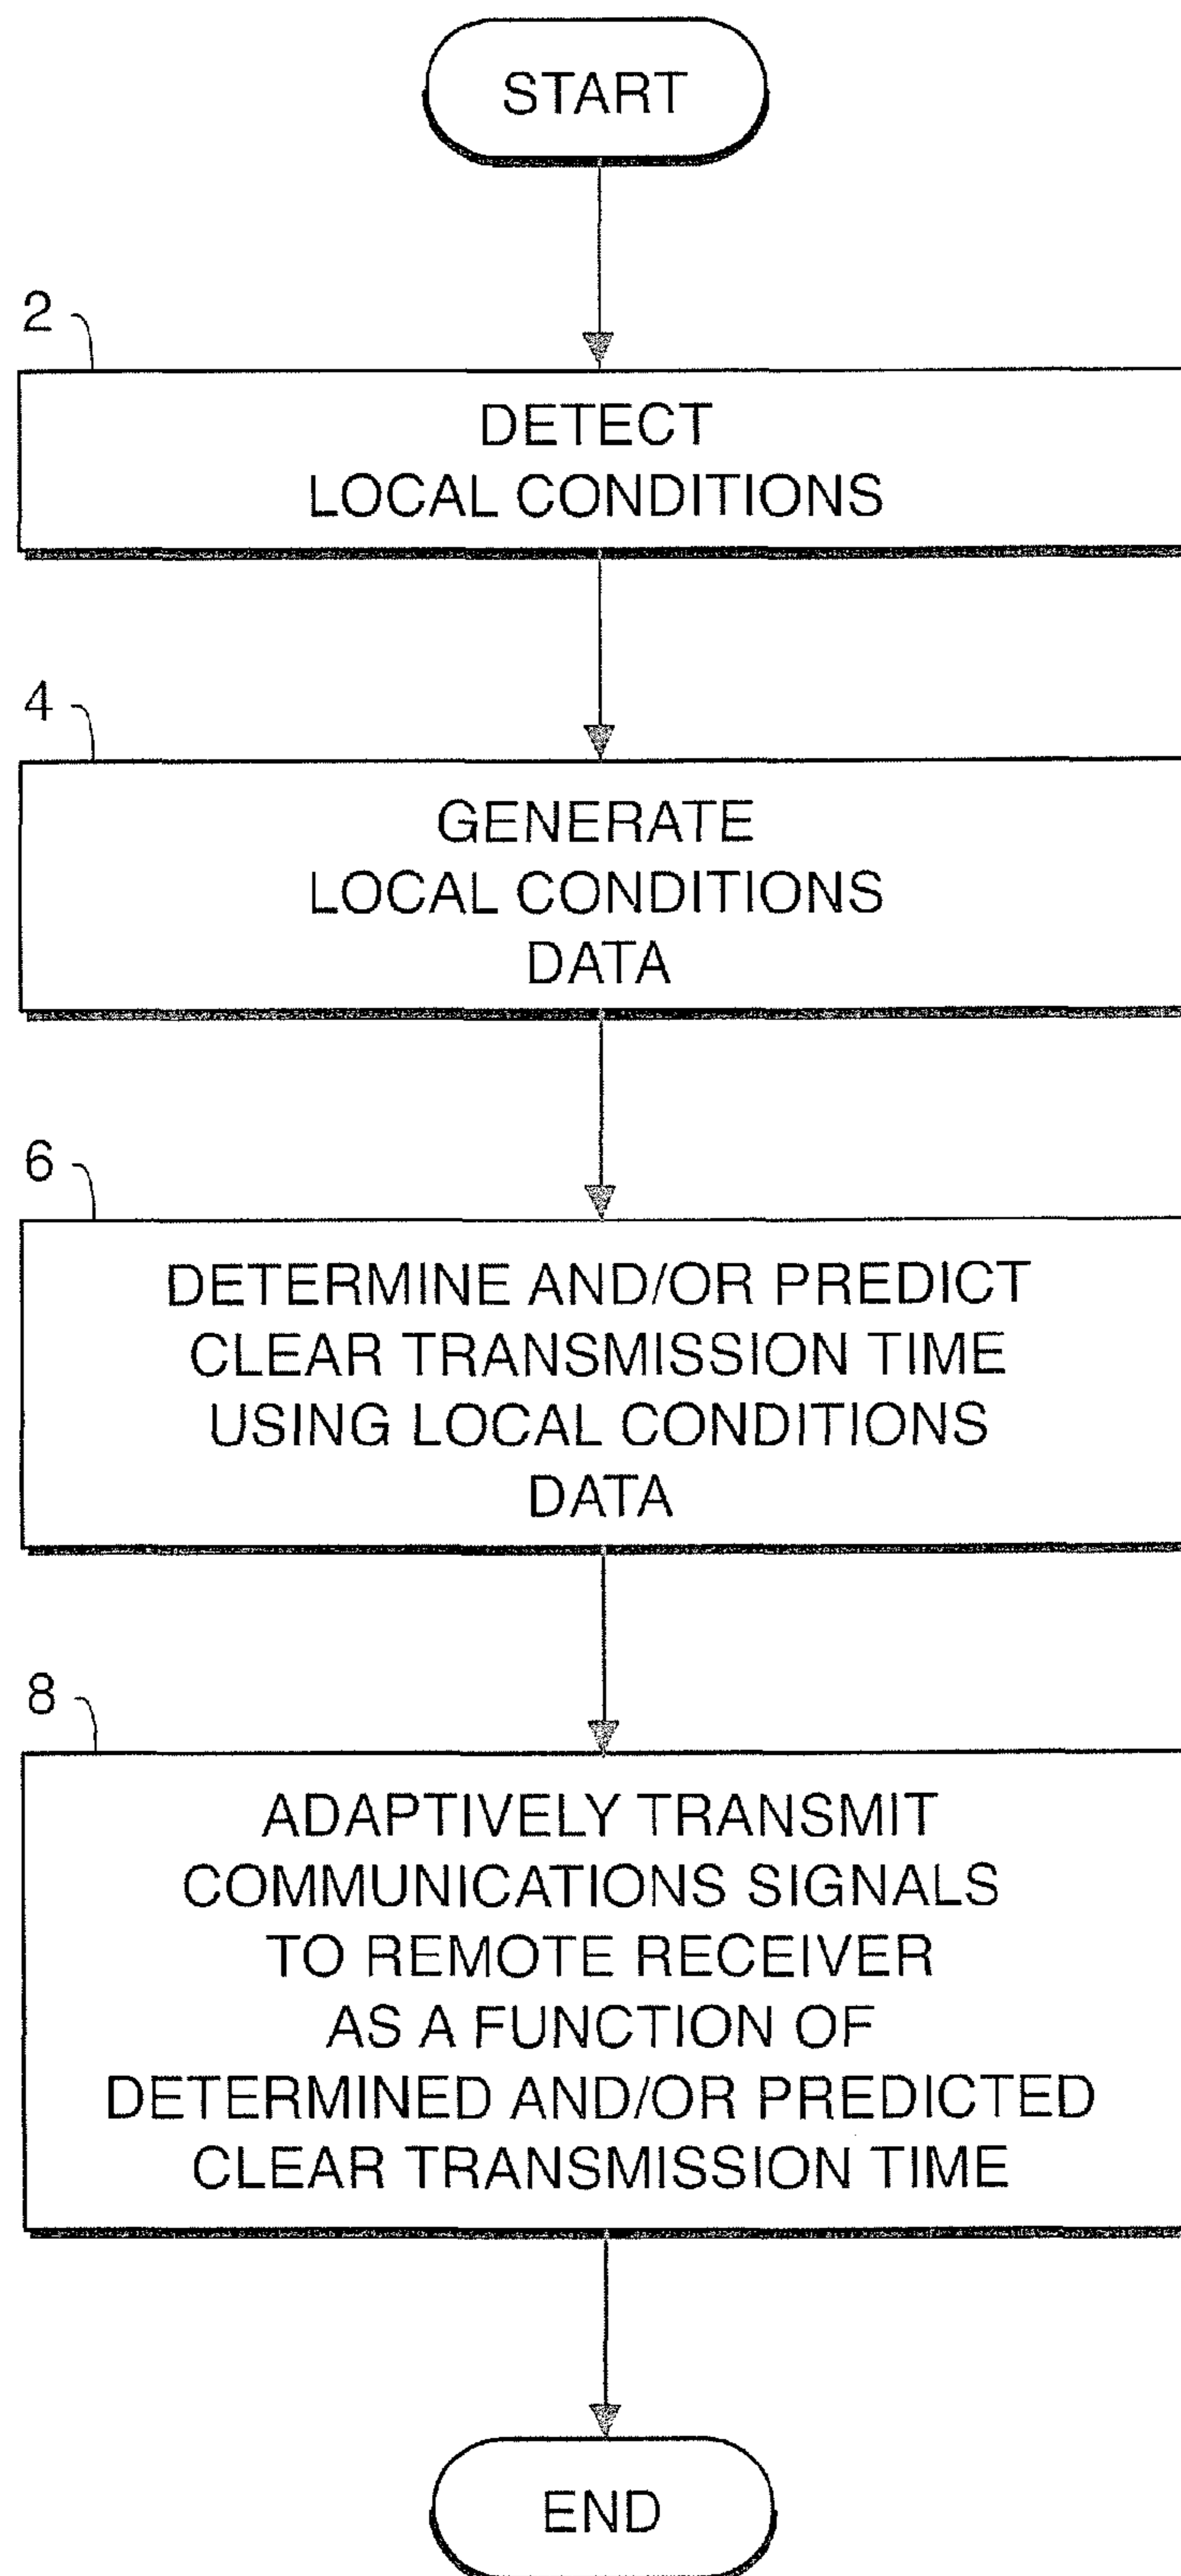 START
2
DETECT
LOCAL CONDITIONS
4
GENERATE
LOCAL CONDITIONS
DATA
6
DETERMINE AND/OR PREDICT
CLEAR TRANSMISSION TIME
USING LOCAL CONDITIONS
DATA
8
ADAPTIVELY TRANSMIT
COMMUNICATIONS SIGNALS
TO REMOTE RECEIVER
AS A FUNCTION OF
DETERMINED AND/OR PREDICTED
CLEAR TRANSMISSION TIME
END